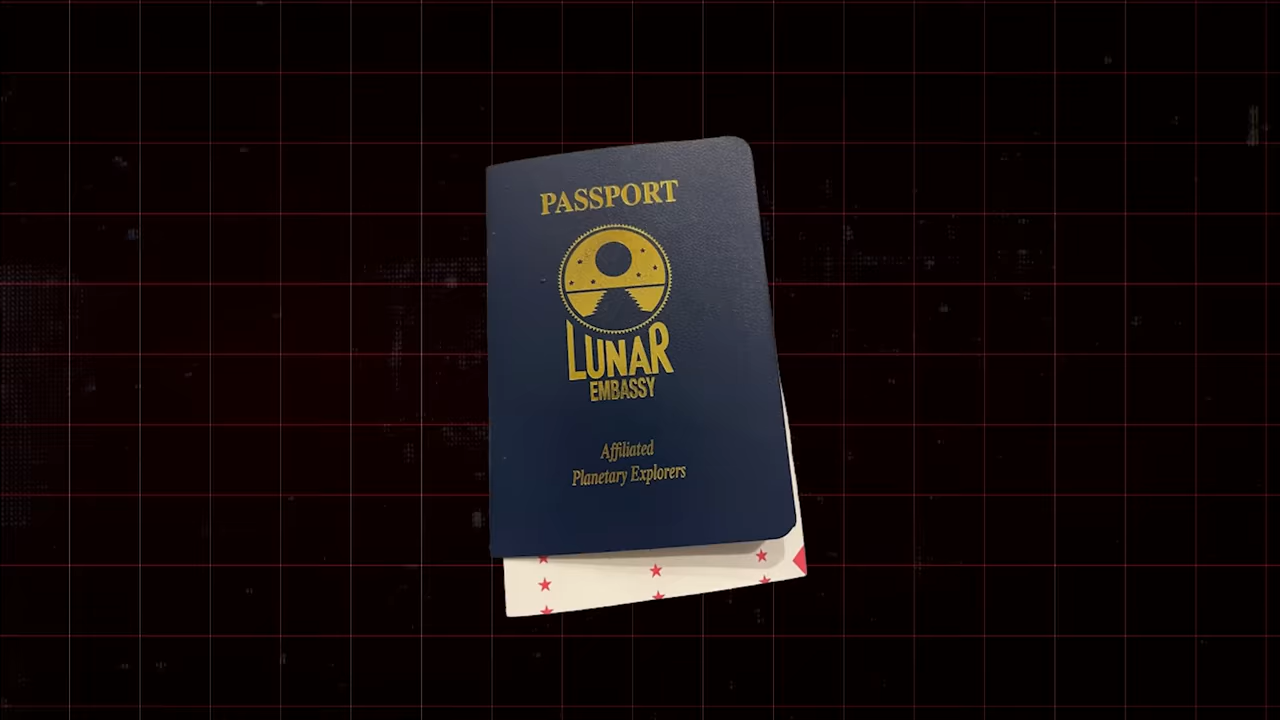 PASSPORT
LUNAR
EMBASSY
Affiliated
Planetary Explorers